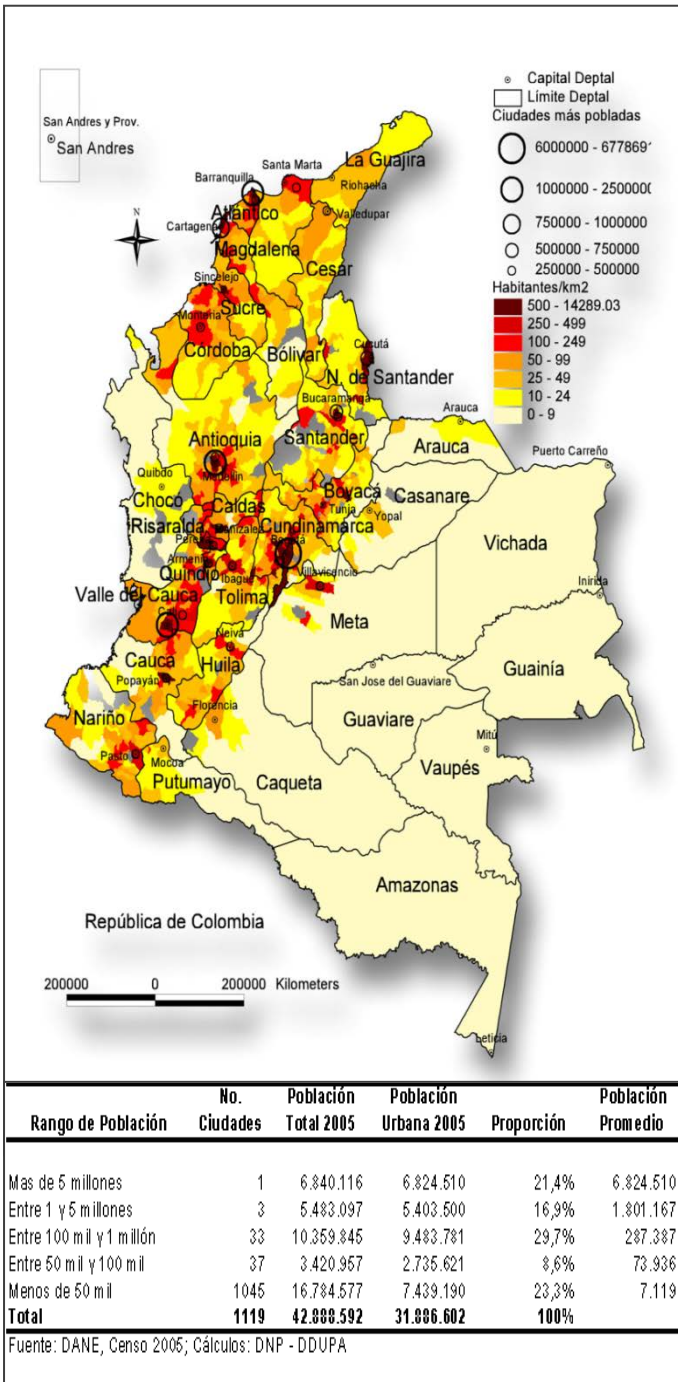 San Andres y Prov.
San Andres
Capital Deptal
Límite Deptal
Ciudades más pobladas
6000000 - 677869
1000000 - 250000
750000 - 1000000
500000 - 750000
250000 - 500000
Habitantes/km2
500 - 14289.03
250 - 499
100 - 249
50 - 99
25 - 49
10 - 24
0 - 9
N
Santa Marta
La Guajira
Barranquilla
Riohacha
Atlántico
Valledupar
Cartagena
Magdalena
Cesar
Sincelejo
Sucre
Montería
Córdoba
Bólivar
Cucutá
N. de Santander
Bucaramanga
Arauca
Antioquia
Santander
Arauca
Puerto Carreño
Medellín
Quibdo
Choco
Caldas
Boyacá
Casanare
Tunja
Yopal
Risaralda
Manizales
Cundinamarca
Vichada
Pereira
Bogotá
Armenia
Quindio
Ibague
Villavicencio
Inirida
Valle del Cauca
Tolima
Meta
Cali
Neiva
Cauca
Huila
Guainía
Popayán
San Jose del Guaviare
Nariño
Florencia
Guaviare
Mitú
Pasto
Mocoa
Vaupés
Putumayo
Caqueta
Amazonas
República de Colombia
200000 0 200000 Kilometers
Leticia
Rango de Población No. Ciudades Población Total 2005 Población Urbana 2005 Proporción Población Promedio
Mas de 5 millones 1 6.840.116 6.824.510 21,4% 6.824.510
Entre 1 y 5 millones 3 5.483.097 5.403.500 16,9% 1.801.167
Entre 100 mil y 1 millón 33 10.359.845 9.483.781 29,7% 287.387
Entre 50 mil y 100 mil 37 3.420.957 2.735.621 8,6% 73.936
Menos de 50 mil 1045 16.784.577 7.439.190 23,3% 7.119
Total 1119 42.888.592 31.886.602 100%
Fuente: DANE, Censo 2005; Cálculos: DNP - DDUPA